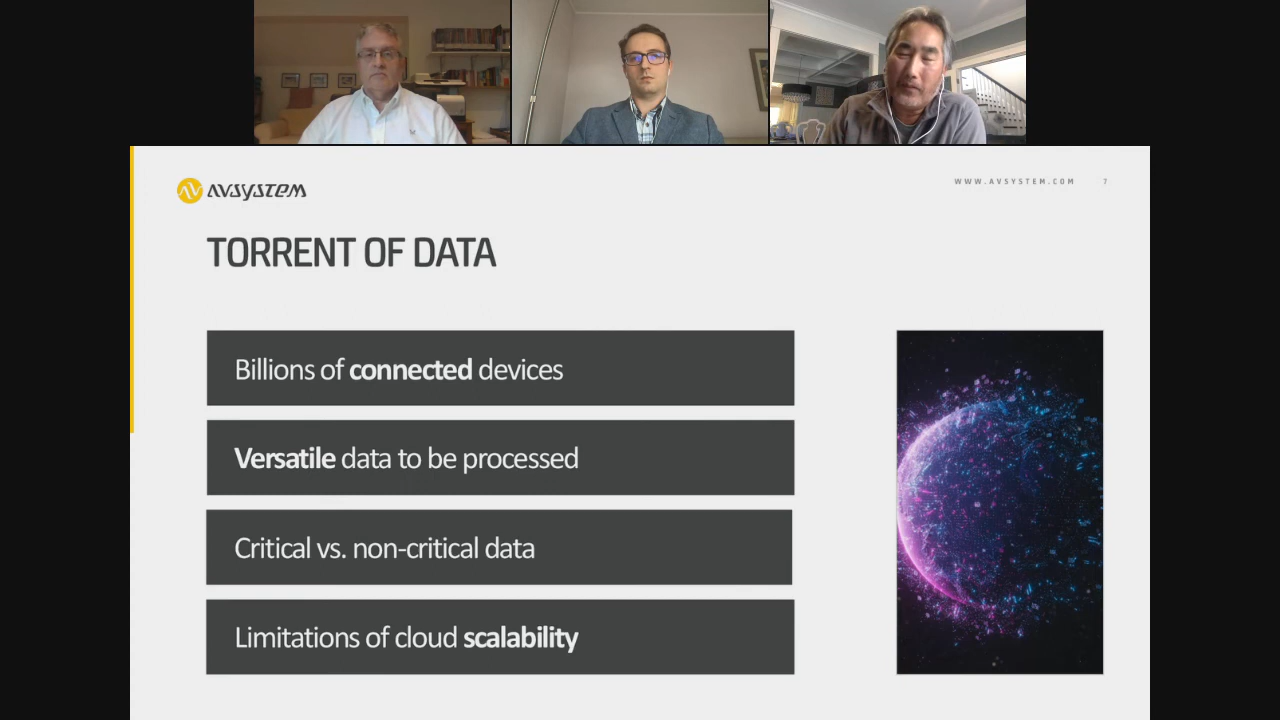 AVSYSTEM
WWW.AVSYSTEM.COM 7
TORRENT OF DATA
Billions of connected devices
Versatile data to be processed
Critical vs. non-critical data
Limitations of cloud scalability